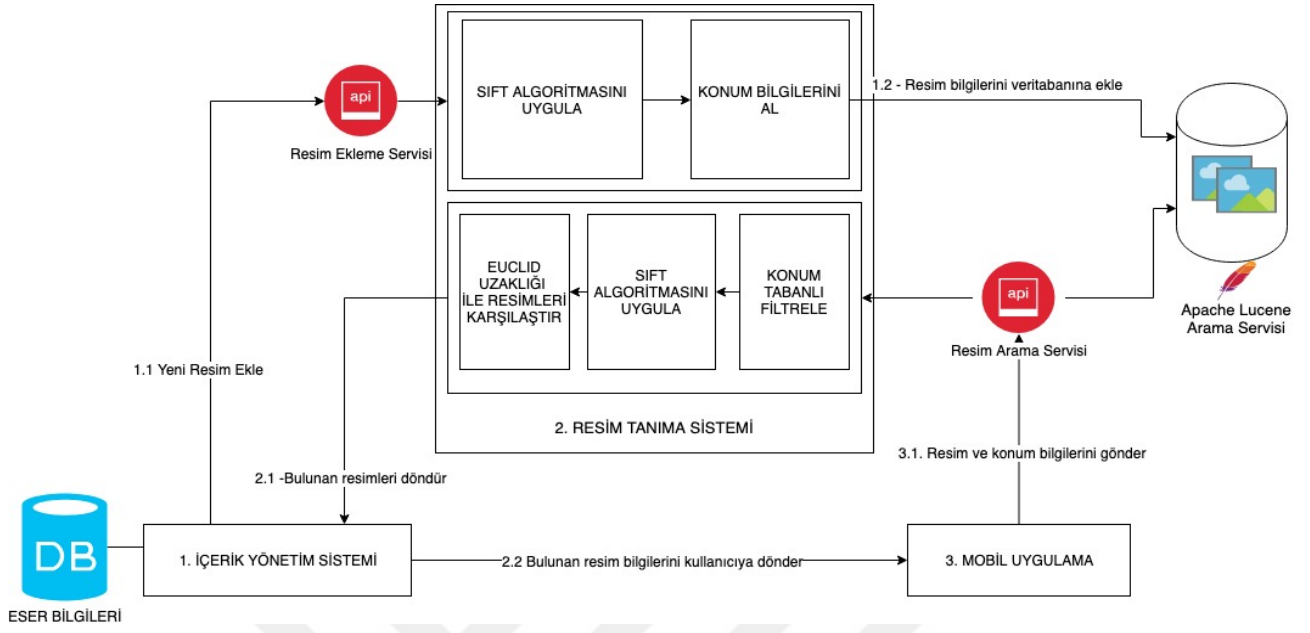 api
Resim Ekleme Servisi
SIFT ALGORİTMASINI
UYGULA
KONUM BİLGİLERİNİ
AL
1.2 - Resim bilgilerini veritabanına ekle
EUCLID
UZAKLIĞI
İLE RESİMLERİ
KARŞILAŞTIR
SIFT
ALGORİTMASINI
UYGULA
KONUM
TABANLI
FİLTRELE
api
Resim Arama Servisi
Apache Lucene
Arama Servisi
1.1 Yeni Resim Ekle
2. RESİM TANIMA SİSTEMİ
3.1. Resim ve konum bilgilerini gönder
2.1 -Bulunan resimleri döndür
DB
ESER BİLGİLERİ
1. İÇERİK YÖNETİM SİSTEMİ
2.2 Bulunan resim bilgilerini kullanıcıya dönder
3. MOBİL UYGULAMA